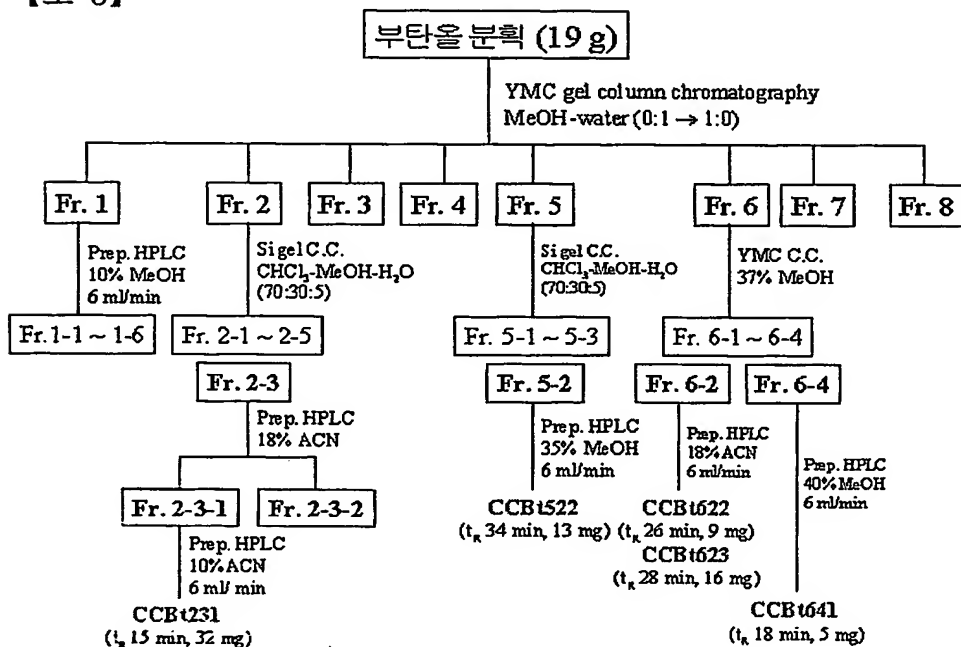 부탄올 분획 (19 g)
YMC gel column chromatography
MeOH-water (0:1 → 1:0)
Fr. 1
Fr. 2
Fr. 3
Fr. 4
Fr. 5
Fr. 6
Fr. 7
Fr. 8
Prep. HPLC
10% MeOH
6 ml/min
Si gel C.C.
CHCl₃-MeOH-H₂O
(70:30:5)
Si gel C.C.
CHCl₃-MeOH-H₂O
(70:30:5)
YMC C.C.
37% MeOH
Fr. 1-1 ~ 1-6
Fr. 2-1 ~ 2-5
Fr. 5-1 ~ 5-3
Fr. 6-1 ~ 6-4
Fr. 2-3
Fr. 5-2
Fr. 6-2
Fr. 6-4
Prep. HPLC
18% ACN
Prep. HPLC
35% MeOH
6 ml/min
Prep. HPLC
18% ACN
6 ml/min
Prep. HPLC
40% MeOH
6 ml/min
Fr. 2-3-1
Fr. 2-3-2
CCBt522
(tR 34 min, 13 mg)
CCBt622
(tR 26 min, 9 mg)
CCBt623
(tR 28 min, 16 mg)
Prep. HPLC
10% ACN
6 ml/ min
CCBt231
(tR 15 min, 32 mg)
CCBt641
(tR 18 min, 5 mg)